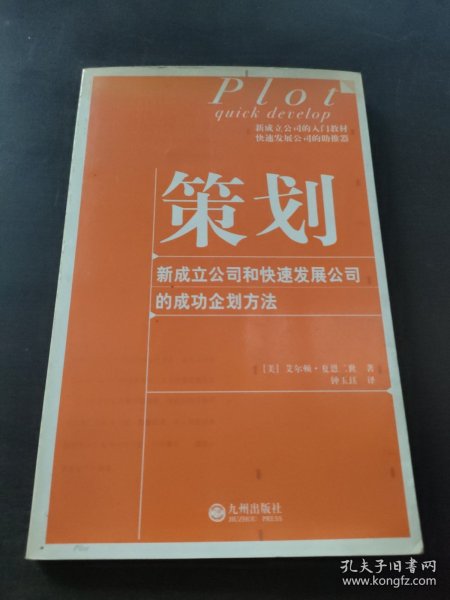 Plot
quick develop
新成立公司的入门教材
快速发展公司的助推器
策划
新成立公司和快速发展公司
的成功企划方法
[美] 艾尔顿·夏恩二世 著
钟玉珏 译
九州出版社
JIUZHOU PRESS
Plot
孔夫子旧书网
www.kongfz.com